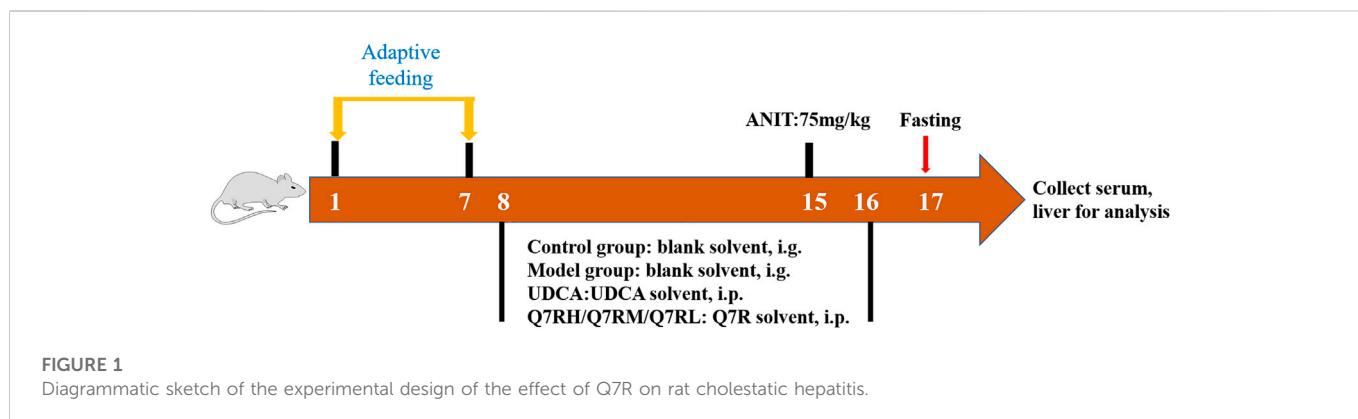 Adaptive
feeding
ANIT:75mg/kg
Fasting
1
7
8
15
16
17
Collect serum,
liver for analysis
Control group: blank solvent, i.g.
Model group: blank solvent, i.g.
UDCA:UDCA solvent, i.p.
Q7RH/Q7RM/Q7RL: Q7R solvent, i.p.
FIGURE 1
Diagrammatic sketch of the experimental design of the effect of Q7R on rat cholestatic hepatitis.